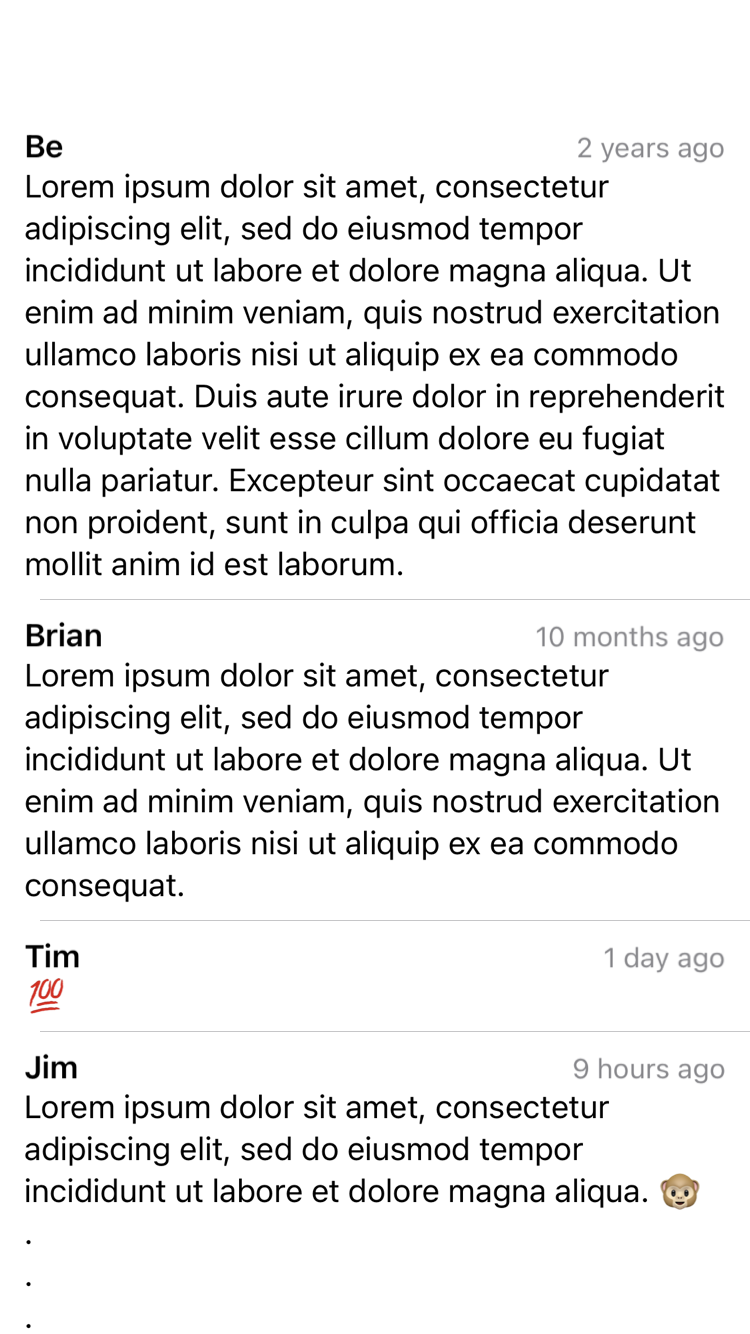 Be 2 years ago
Lorem ipsum dolor sit amet, consectetur
adipiscing elit, sed do eiusmod tempor
incididunt ut labore et dolore magna aliqua. Ut
enim ad minim veniam, quis nostrud exercitation
ullamco laboris nisi ut aliquip ex ea commodo
consequat. Duis aute irure dolor in reprehenderit
in voluptate velit esse cillum dolore eu fugiat
nulla pariatur. Excepteur sint occaecat cupidatat
non proident, sunt in culpa qui officia deserunt
mollit anim id est laborum.
Brian 10 months ago
Lorem ipsum dolor sit amet, consectetur
adipiscing elit, sed do eiusmod tempor
incididunt ut labore et dolore magna aliqua. Ut
enim ad minim veniam, quis nostrud exercitation
ullamco laboris nisi ut aliquip ex ea commodo
consequat.
Tim 1 day ago
💯
Jim 9 hours ago
Lorem ipsum dolor sit amet, consectetur
adipiscing elit, sed do eiusmod tempor
incididunt ut labore et dolore magna aliqua. 🐵
.
.
.